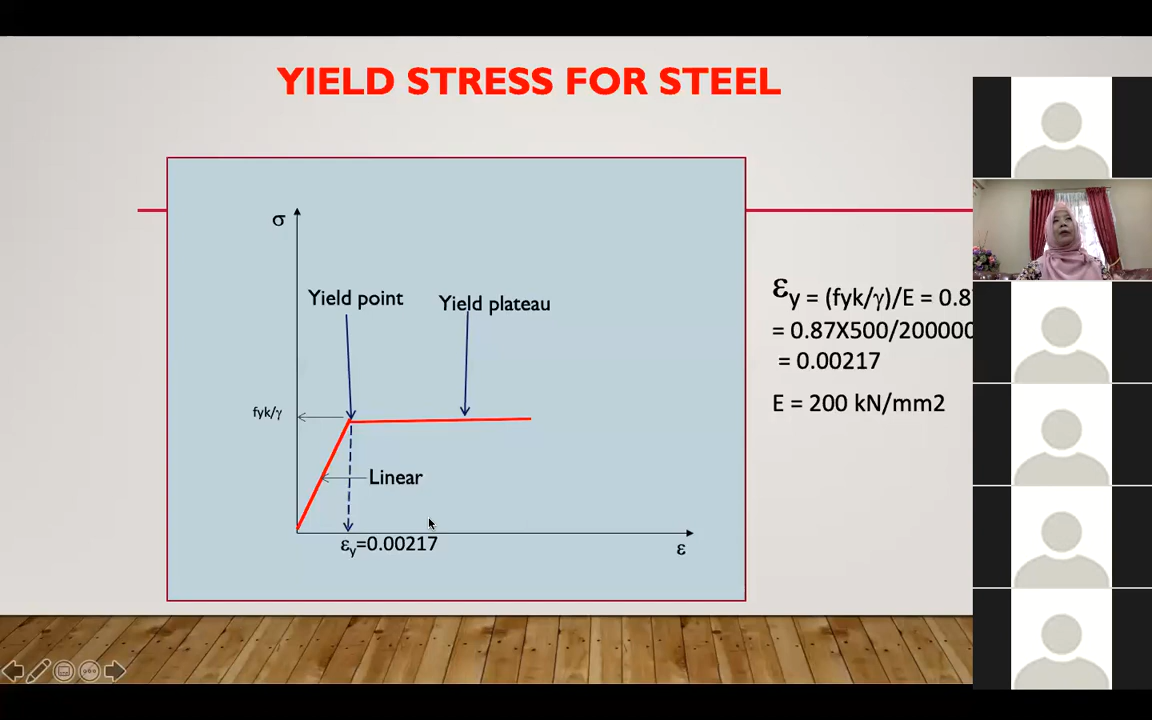 YIELD STRESS FOR STEEL
σ
Yield point
Yield plateau
fyk/γ
Linear
εy=0.00217
ε
εy = (fyk/γ)/E = 0.8
= 0.87X500/200000
= 0.00217
E = 200 kN/mm2